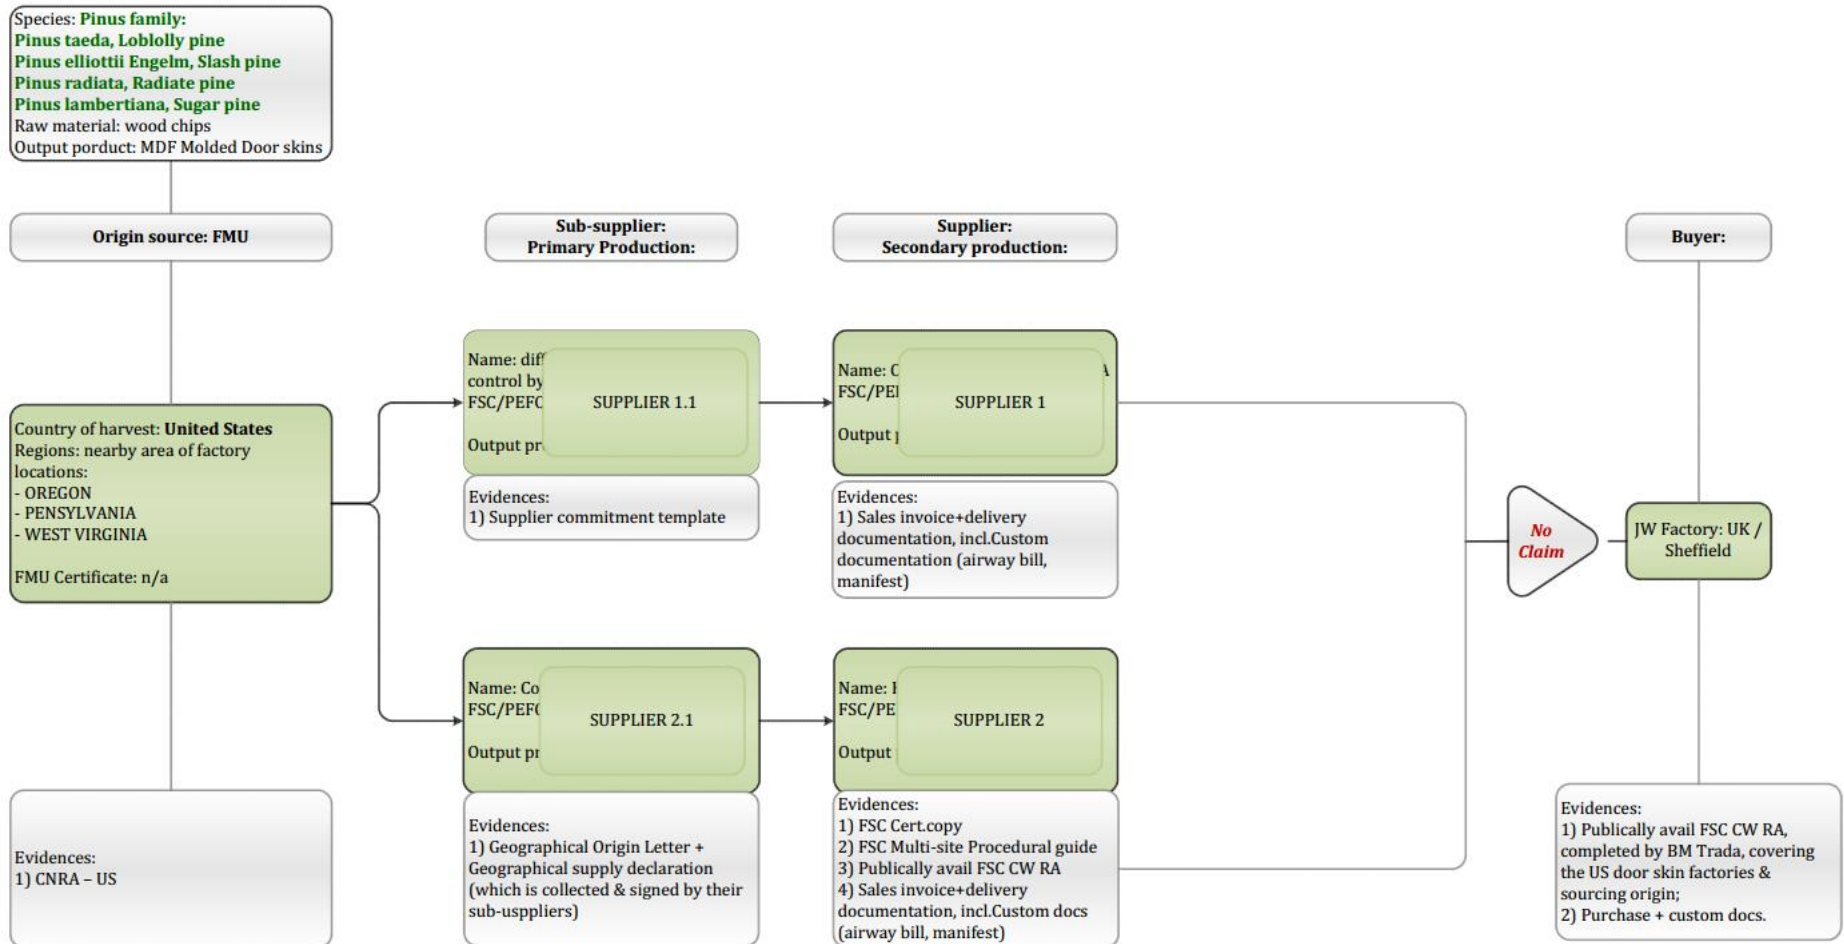 Species: Pinus family:
Pinus taeda, Loblolly pine
Pinus elliottii Engelm, Slash pine
Pinus radiata, Radiate pine
Pinus lambertiana, Sugar pine
Raw material: wood chips
Output porduct: MDF Molded Door skins
Origin source: FMU
Sub-supplier:
Primary Production:
Supplier:
Secondary production:
Buyer:
Country of harvest: United States
Regions: nearby area of factory
locations:
- OREGON
- PENSYLVANIA
- WEST VIRGINIA
FMU Certificate: n/a
Evidences:
1) CNRA – US
Name:
control by
FSC/PEFC
Output
SUPPLIER 1.1
Evidences:
1) Supplier commitment template
Name:
Output
SUPPLIER 1
Evidences:
1) Sales invoice+delivery
documentation, incl.Custom
documentation (airway bill,
manifest)
Name:
Output
SUPPLIER 2.1
Evidences:
1) Geographical Origin Letter +
Geographical supply declaration
(which is collected & signed by their
sub-usppliers)
Name:
Output
SUPPLIER 2
Evidences:
1) FSC Cert.copy
2) FSC Multi-site Procedural guide
3) Publically avail FSC CW RA
4) Sales invoice+delivery
documentation, incl.Custom docs
(airway bill, manifest)
No
Claim
JW Factory: UK /
Sheffield
Evidences:
1) Publically avail FSC CW RA,
completed by BM Trada, covering
the US door skin factories &
sourcing origin;
2) Purchase + custom docs.